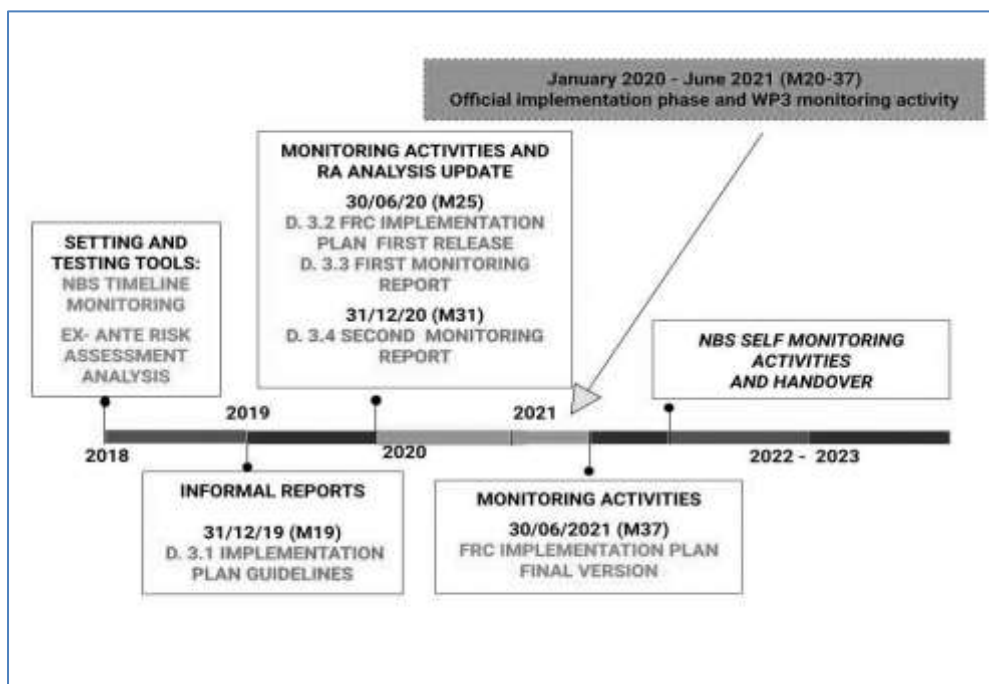 January 2020 - June 2021 (M20-37)
Official implementation phase and WP3 monitoring activity
MONITORING ACTIVITIES AND
RA ANALYSIS UPDATE
30/06/20 (M25)
D. 3.2 FRC IMPLEMENTATION
PLAN FIRST RELEASE
D. 3.3 FIRST MONITORING
REPORT
31/12/20 (M31)
D. 3.4 SECOND MONITORING
REPORT
SETTING AND
TESTING TOOLS:
NBS TIMELINE
MONITORING
EX- ANTE RISK
ASSESSMENT
ANALYSIS
NBS SELF MONITORING
ACTIVITIES
AND HANDOVER
2019
2021
2018
2020
2022 - 2023
INFORMAL REPORTS
31/12/19 (M19)
D. 3.1 IMPLEMENTATION
PLAN GUIDELINES
MONITORING ACTIVITIES
30/06/2021 (M37)
FRC IMPLEMENTATION PLAN
FINAL VERSION